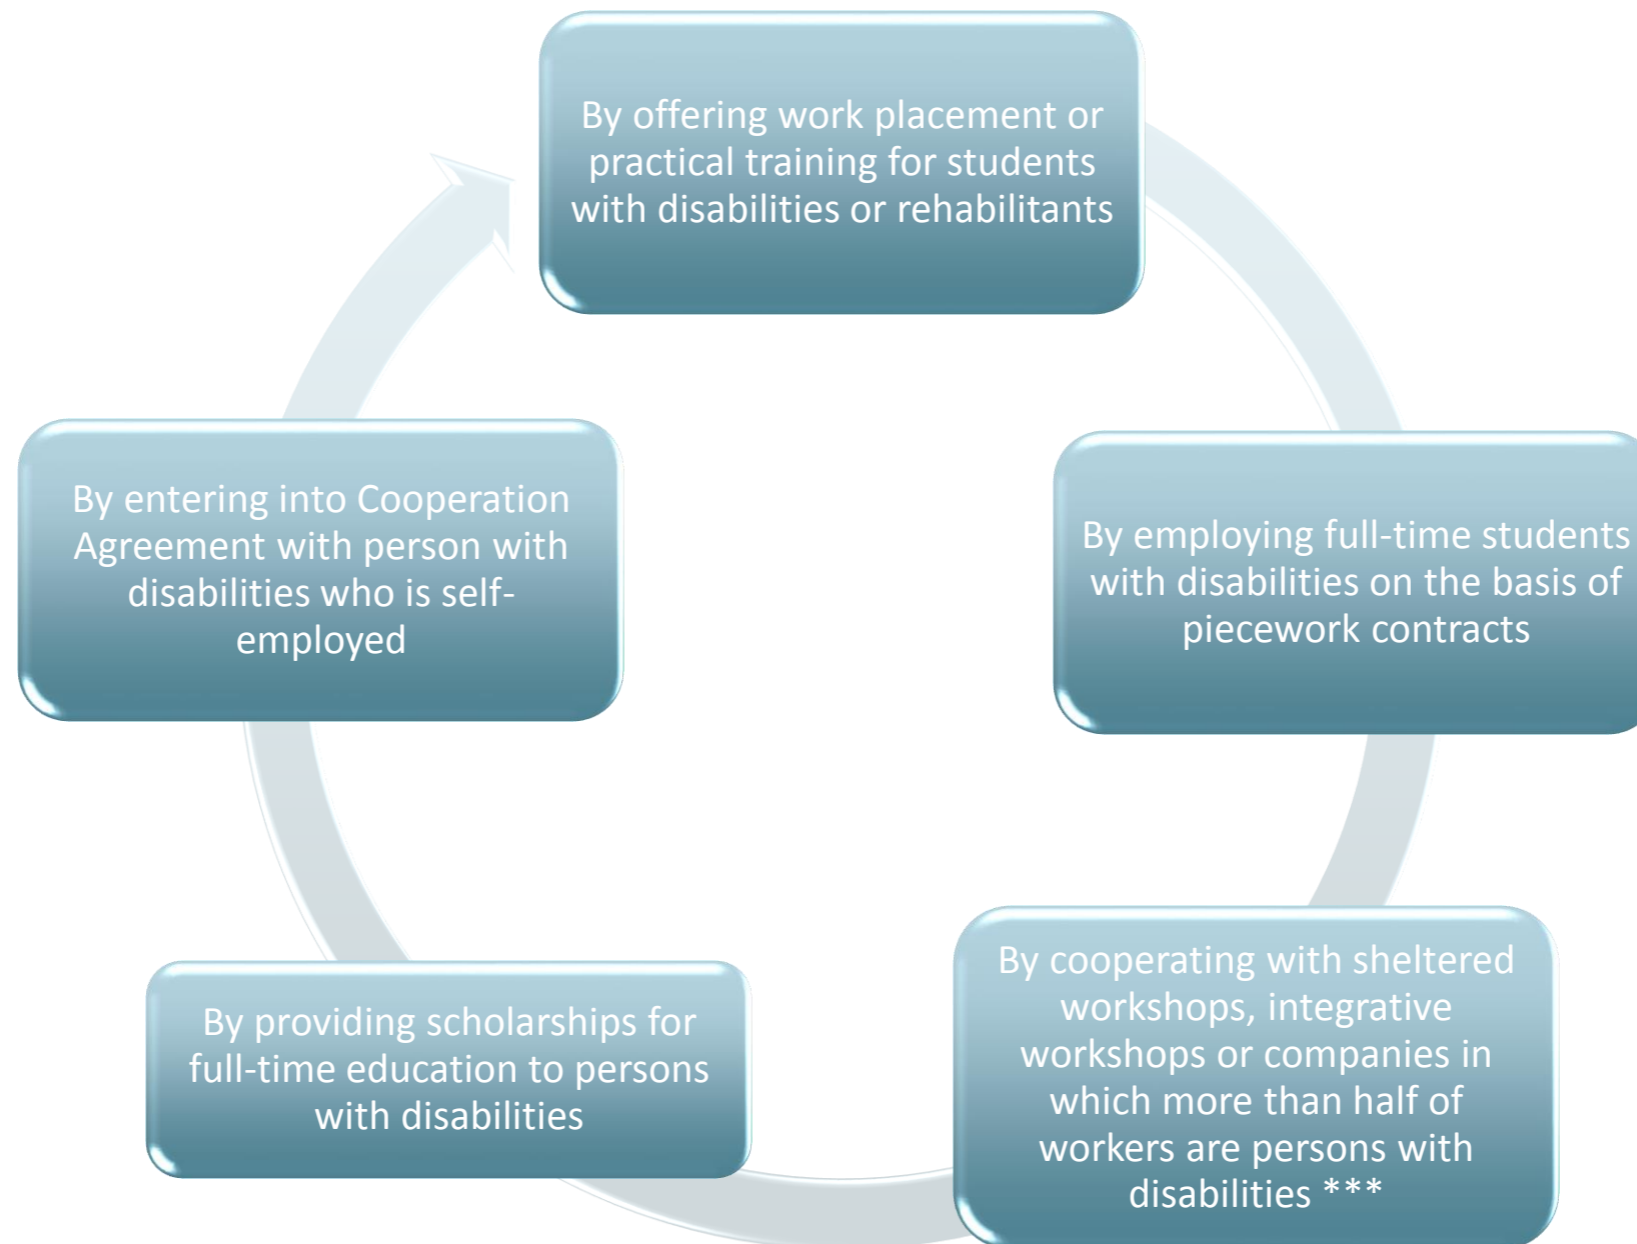 By offering work placement or
practical training for students
with disabilities or rehabilitants
By employing full-time students
with disabilities on the basis of
piecework contracts
By cooperating with sheltered
workshops, integrative
workshops or companies in
which more than half of
workers are persons with
disabilities ***
By providing scholarships for
full-time education to persons
with disabilities
By entering into Cooperation
Agreement with person with
disabilities who is self-
employed